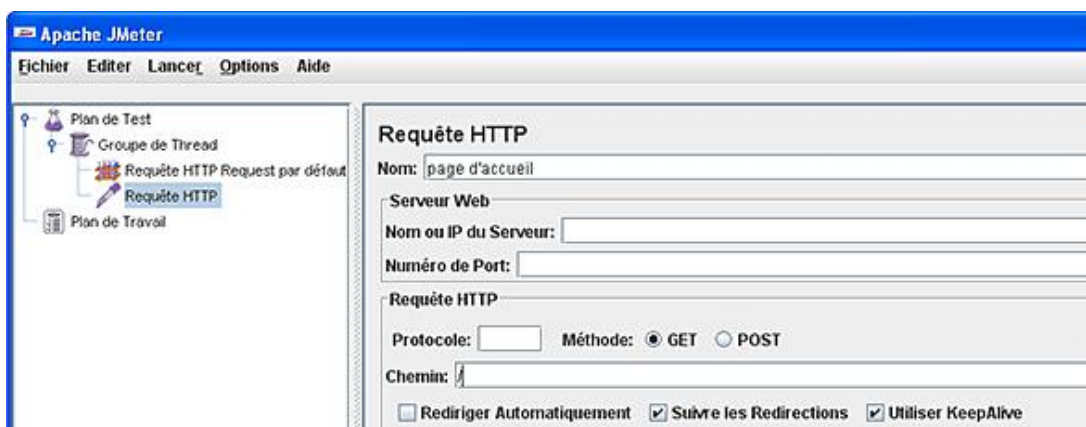 Apache JMeter
Fichier Editer Lancer Options Aide
Plan de Test
Groupe de Thread
Requête HTTP Request par défaut
Requête HTTP
Plan de Travail
Requête HTTP
Nom: page d'accueil
Serveur Web
Nom ou IP du Serveur:
Numéro de Port:
Requête HTTP
Protocole: Méthode: GET POST
Chemin: /
Rediriger Automatiquement Suivre les Redirections Utiliser KeepAlive